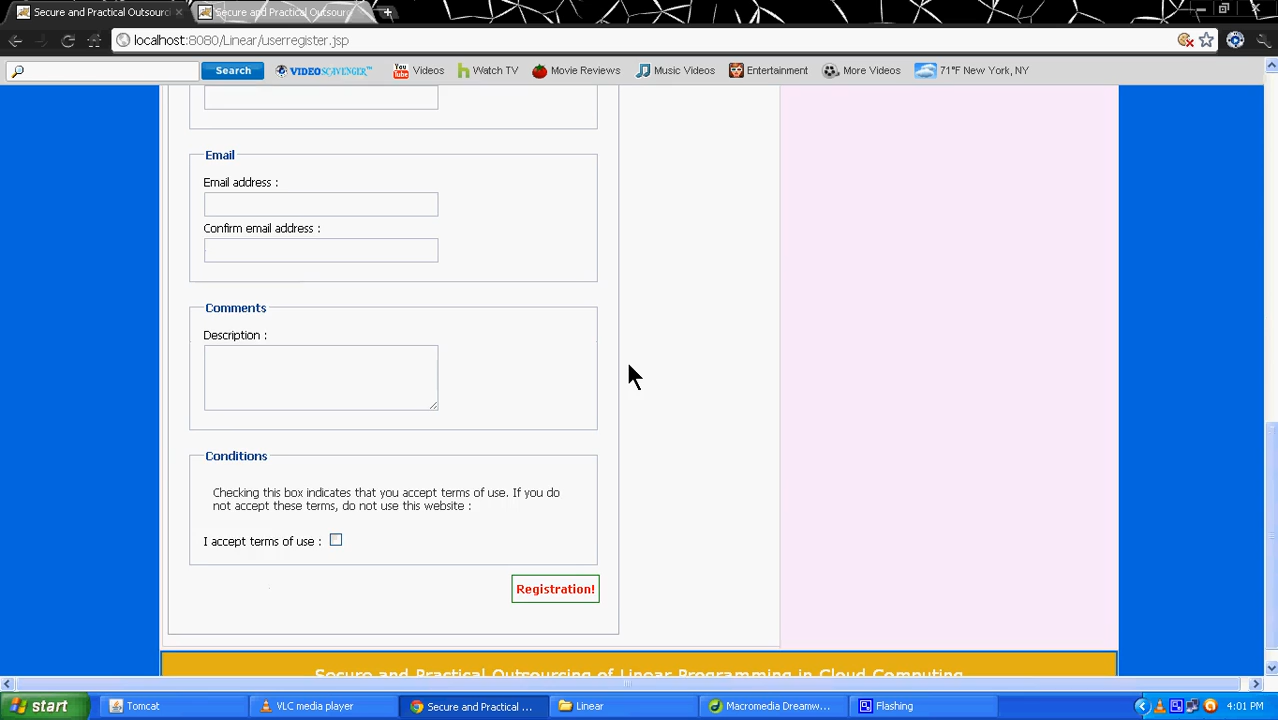 Secure and Practical Outsourci
Secure and Practical Outsourc
localhost:8080/Linear/userregister.jsp
Search
VIDEOSCAVENGER™
You Tube Videos
h Watch TV
Movie Reviews
Music Videos
Entertainment
More Videos
71°F New York, NY
Email
Email address :
Confirm email address :
Comments
Description :
Conditions
Checking this box indicates that you accept terms of use. If you do
not accept these terms, do not use this website :
I accept terms of use :
Registration!
Secure and Practical Outsourcing of Linear Programming in Cloud Computing
start
Tomcat
VLC media player
Secure and Practical ...
Linear
Macromedia Dreamw...
Flashing
4:01 PM